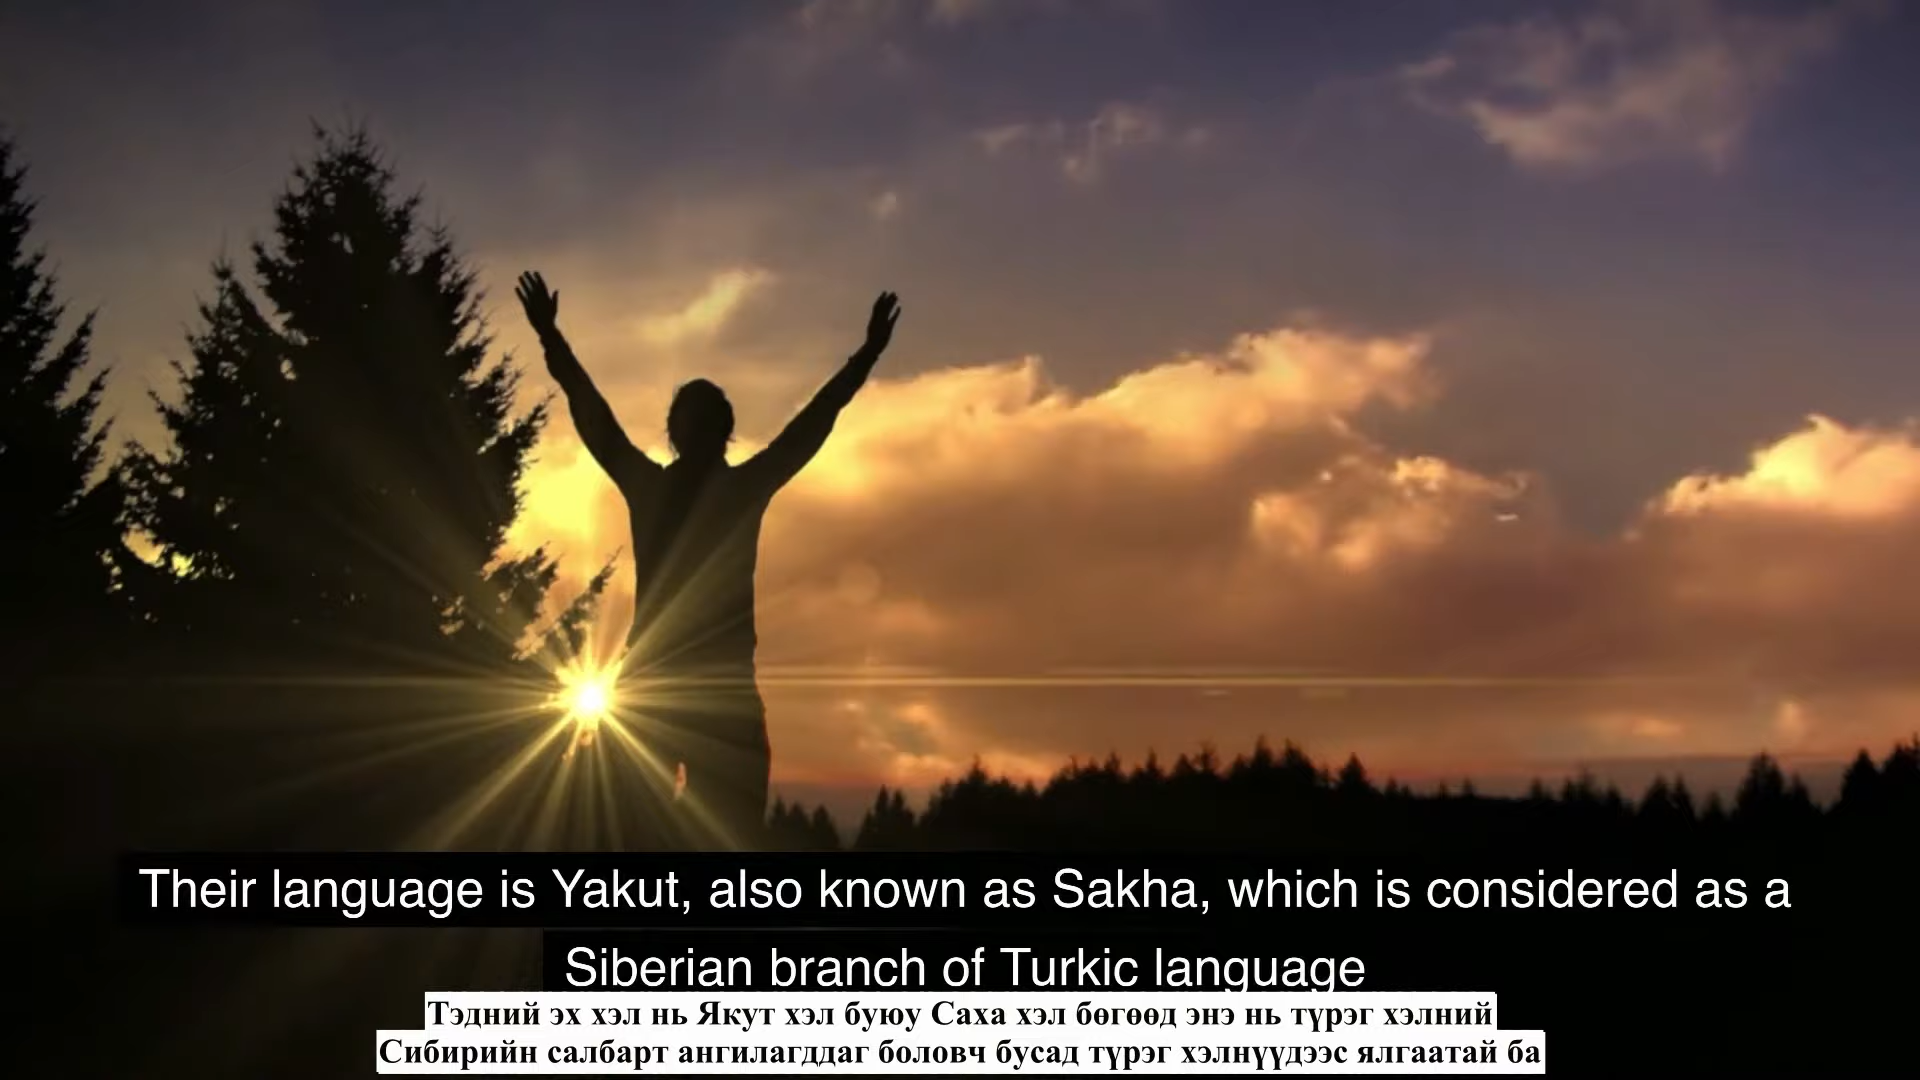 Their language is Yakut, also known as Sakha, which is considered as a
Siberian branch of Turkic language
Тэдний эх хэл нь Якут хэл буюу Саха хэл бөгөөд энэ нь түрэг хэлний
Сибирийн салбарт ангилагддаг боловч бусад түрэг хэлнүүдээс ялгаатай ба